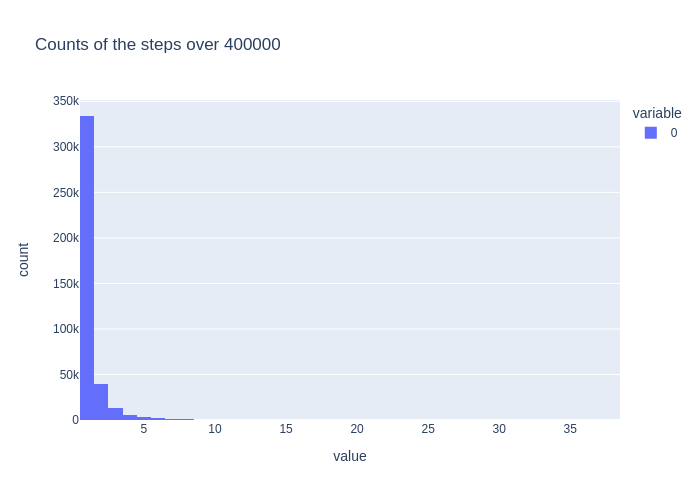 Counts of the steps over 400000
350k
300k
250k
200k
150k
100k
50k
0
count
5 10 15 20 25 30 35
value
variable
0